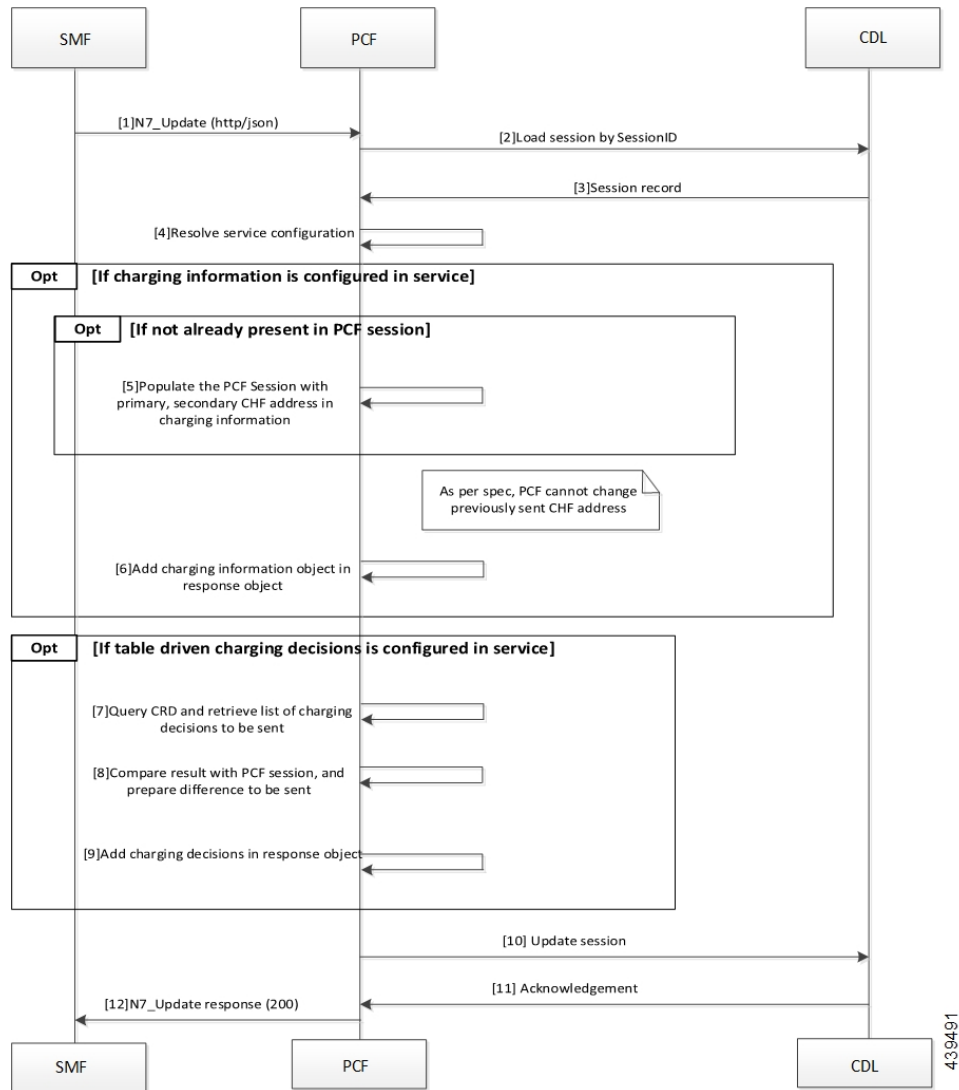 SMF
PCF
CDL
[1]N7_Update (http/json)
[2]Load session by SessionID
[3]Session record
[4]Resolve service configuration
Opt
[If charging information is configured in service]
Opt
[If not already present in PCF session]
[5]Populate the PCF Session with
primary, secondary CHF address in
charging information
As per spec, PCF cannot change
previously sent CHF address
[6]Add charging information object in
response object
Opt
[If table driven charging decisions is configured in service]
[7]Query CRD and retrieve list of charging
decisions to be sent
[8]Compare result with PCF session, and
prepare difference to be sent
[9]Add charging decisions in response object
[10] Update session
[11] Acknowledgement
[12]N7_Update response (200)
SMF
PCF
CDL
439491